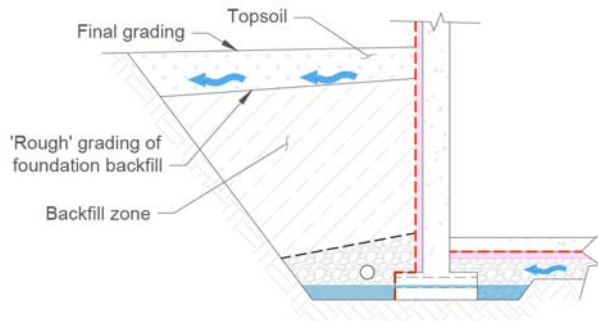 Topsoil
Final grading
'Rough' grading of
foundation backfill
Backfill zone